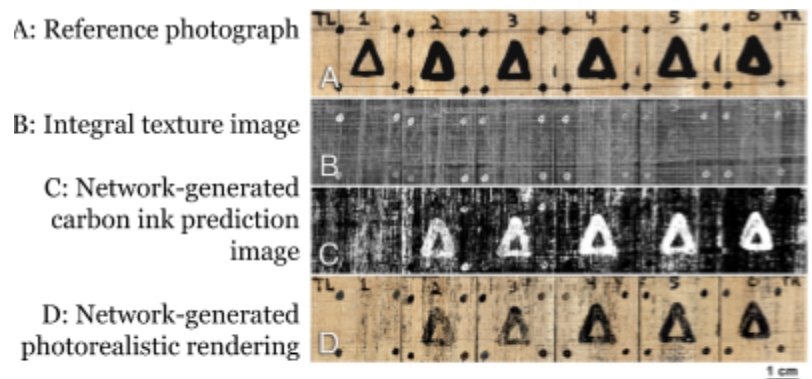 A: Reference photograph
TL 1 2 3 4 5 6 TR
A
B: Integral texture image
B
C: Network-generated
carbon ink prediction
image
C
TL 1 2 3 4 5 6 TR
D: Network-generated
photorealistic rendering
D
1 cm